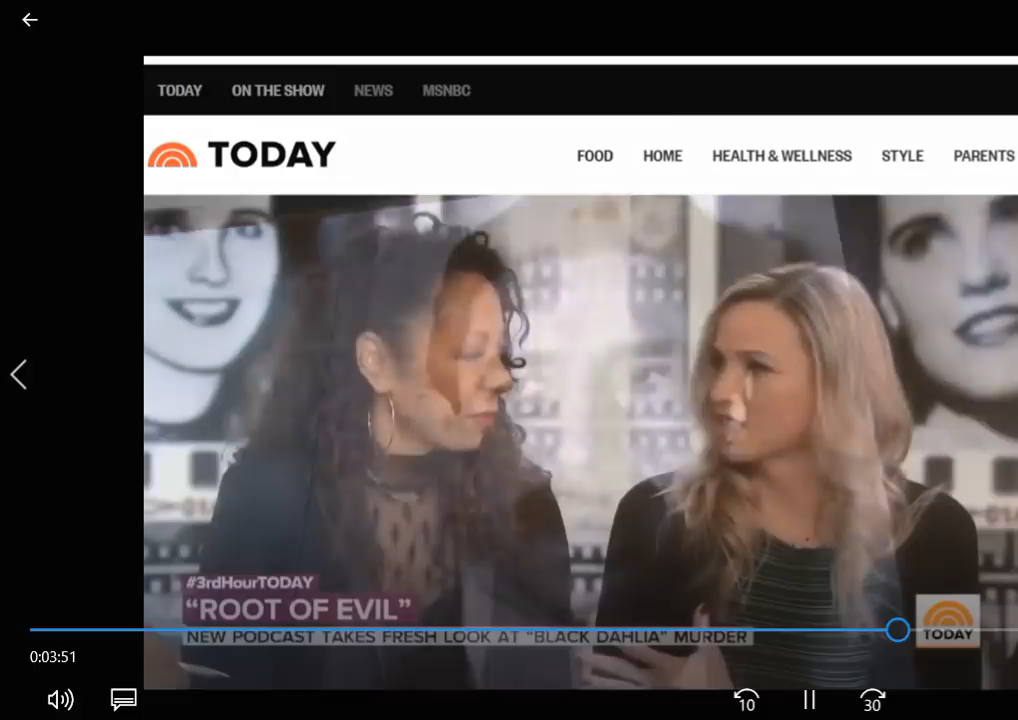 TODAY ON THE SHOW NEWS MSNBC
TODAY FOOD HOME HEALTH & WELLNESS STYLE PARENTS
#3rdHourTODAY
“ROOT OF EVIL”
NEW PODCAST TAKES FRESH LOOK AT “BLACK DAHLIA” MURDER
TODAY
0:03:51
10 30